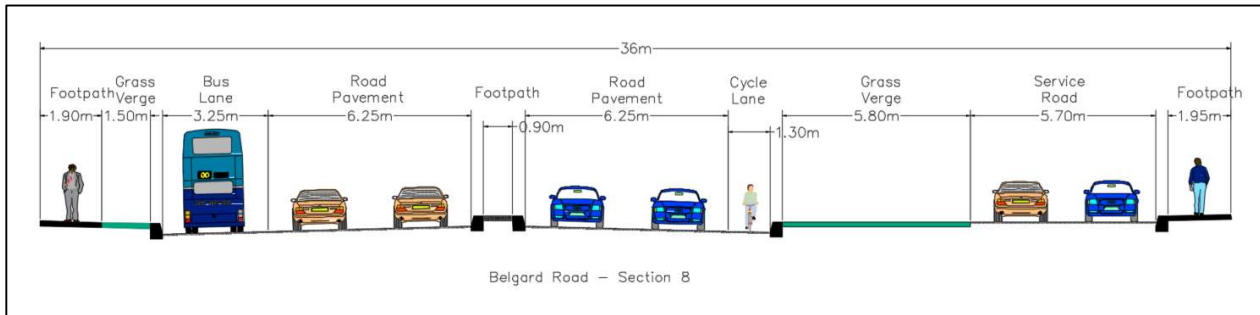 36m
Footpath
Grass
Verge
Bus
Lane
Road
Pavement
Footpath
Road
Pavement
Cycle
Lane
Grass
Verge
Service
Road
Footpath
1.90m
1.50m
3.25m
6.25m
0.90m
6.25m
1.30m
5.80m
5.70m
1.95m
00
Belgard Road – Section 8